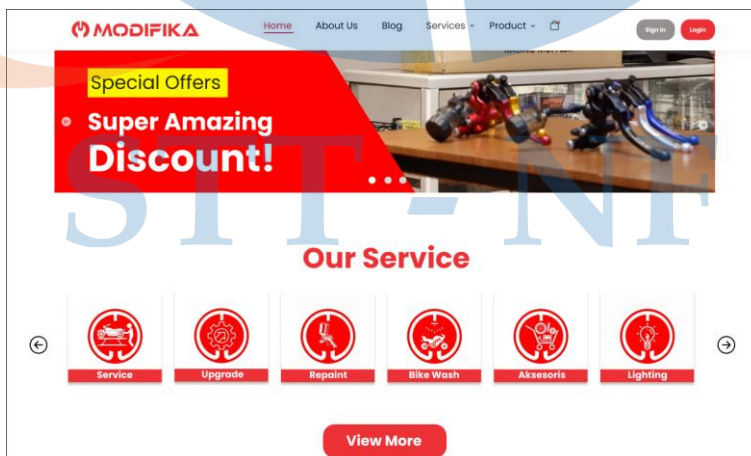 MODIFIKA
Home About Us Blog Services Product
Sign In Login
Special Offers
Super Amazing
Discount!
STT - NF
Our Service
Service Upgrade Repaint Bike Wash Aksesoris Lighting
View More